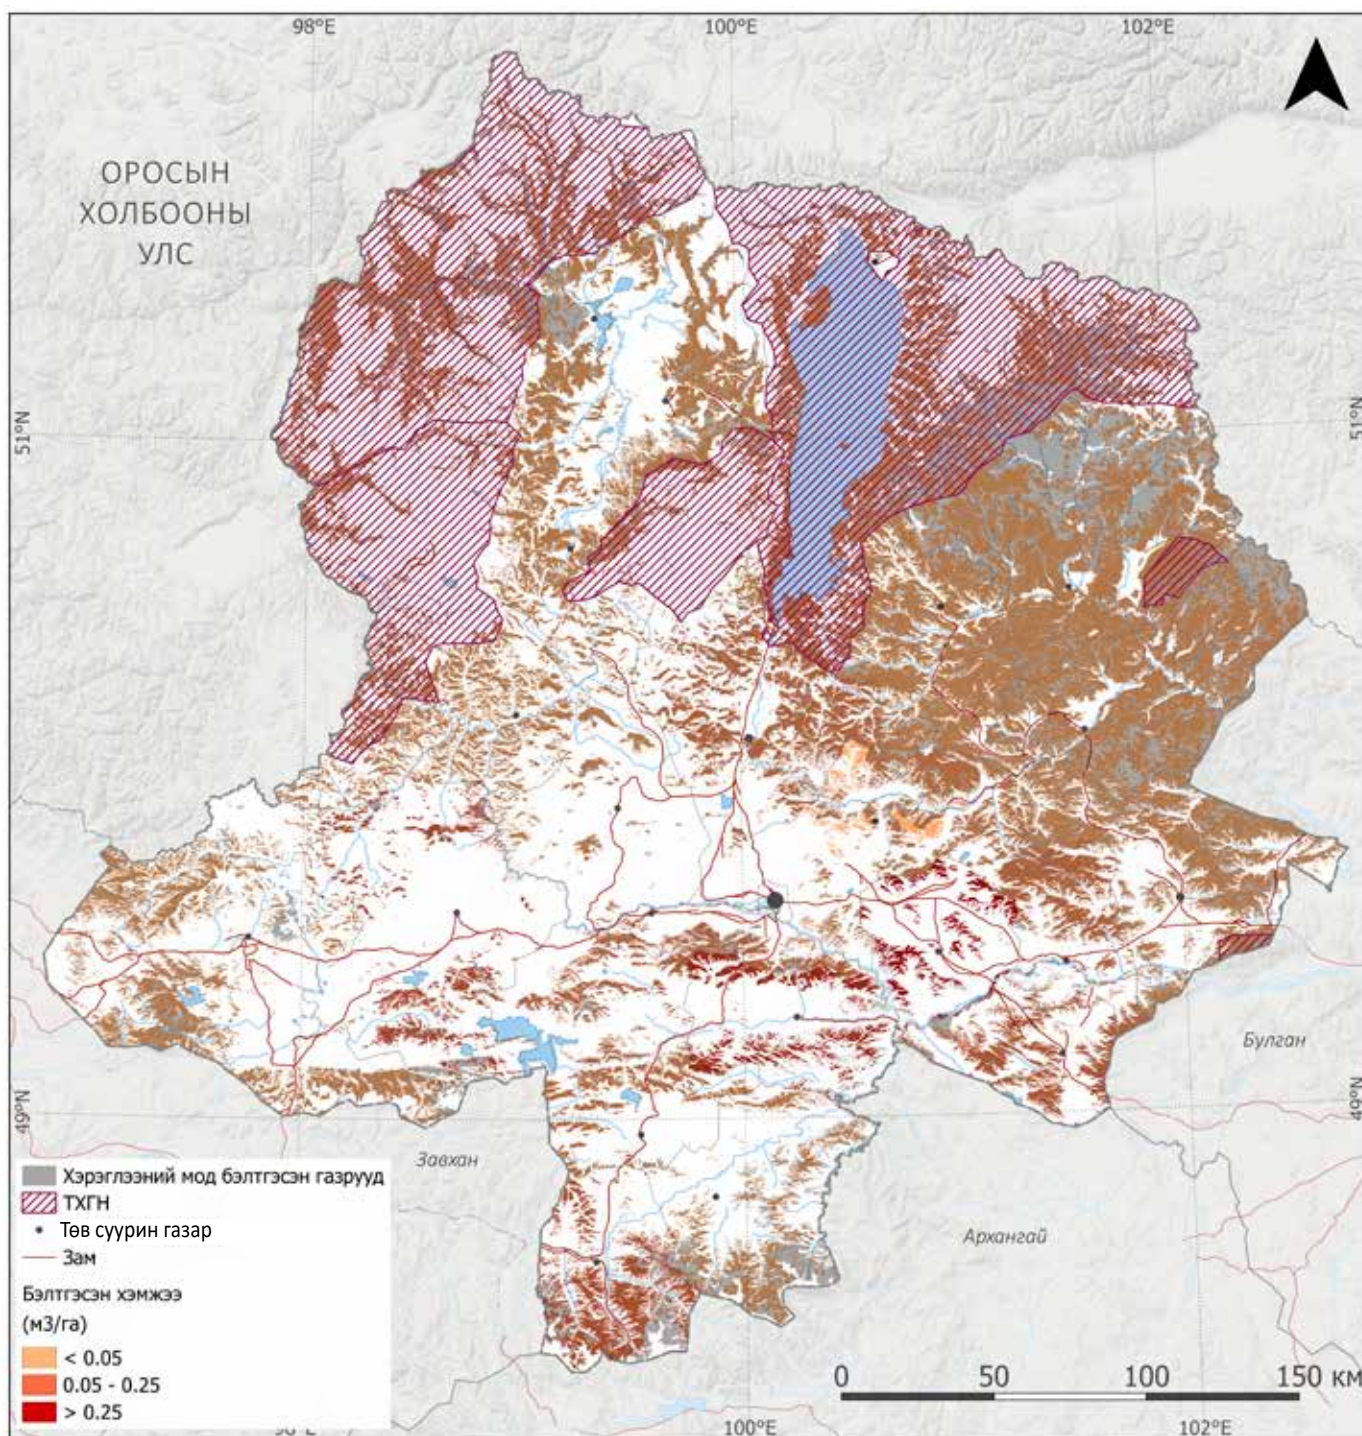 98°E 100°E 102°E
ОРОСЫН
ХОЛБООНЫ
УЛС
51°N 51°N
Булган
49°N 49°N
Завхан
Архангай
Хэрэглээний мод бэлтгэсэн газрууд
ТХГН
Төв суурин газар
Зам
Бэлтгэсэн хэмжээ
(м3/га)
< 0.05
0.05 - 0.25
> 0.25
0 50 100 150 км
100°E 102°E